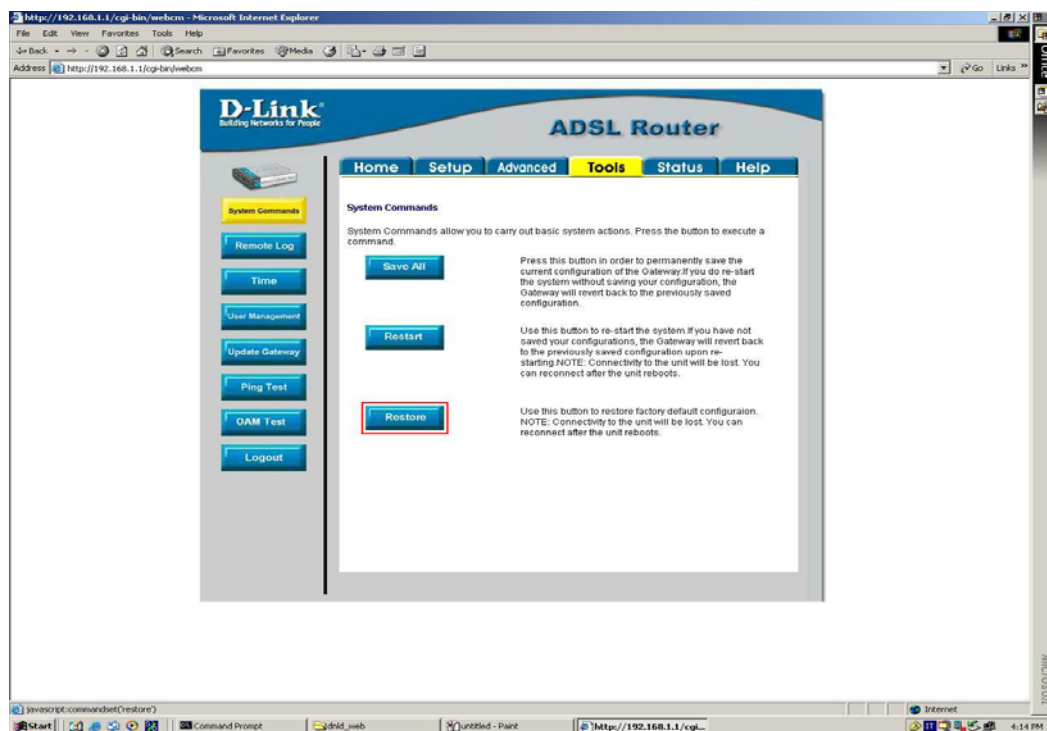 http://192.168.1.1/cgi-bin/webcm - Microsoft Internet Explorer
File Edit View Favorites Tools Help
Back Search Favorites Media
Address http://192.168.1.1/cgi-bin/webcm Go Links »
Office
D-Link
Building Networks for People
ADSL Router
Home Setup Advanced Tools Status Help
System Commands
Remote Log
Time
User Management
Update Gateway
Ping Test
OAM Test
Logout
System Commands
System Commands allow you to carry out basic system actions. Press the button to execute a
command.
Save All
Press this button in order to permanently save the
current configuration of the Gateway.If you do re-start
the system without saving your configuration, the
Gateway will revert back to the previously saved
configuration.
Restart
Use this button to re-start the system.If you have not
saved your configurations, the Gateway will revert back
to the previously saved configuration upon re-
starting.NOTE: Connectivity to the unit will be lost. You
can reconnect after the unit reboots.
Restore
Use this button to restore factory default configuraion.
NOTE: Connectivity to the unit will be lost. You can
reconnect after the unit reboots.
Microsoft
javascript:commandset('restore')
Internet
Start Command Prompt dnld_web untitled - Paint http://192.168.1.1/cgi... 4:14 PM